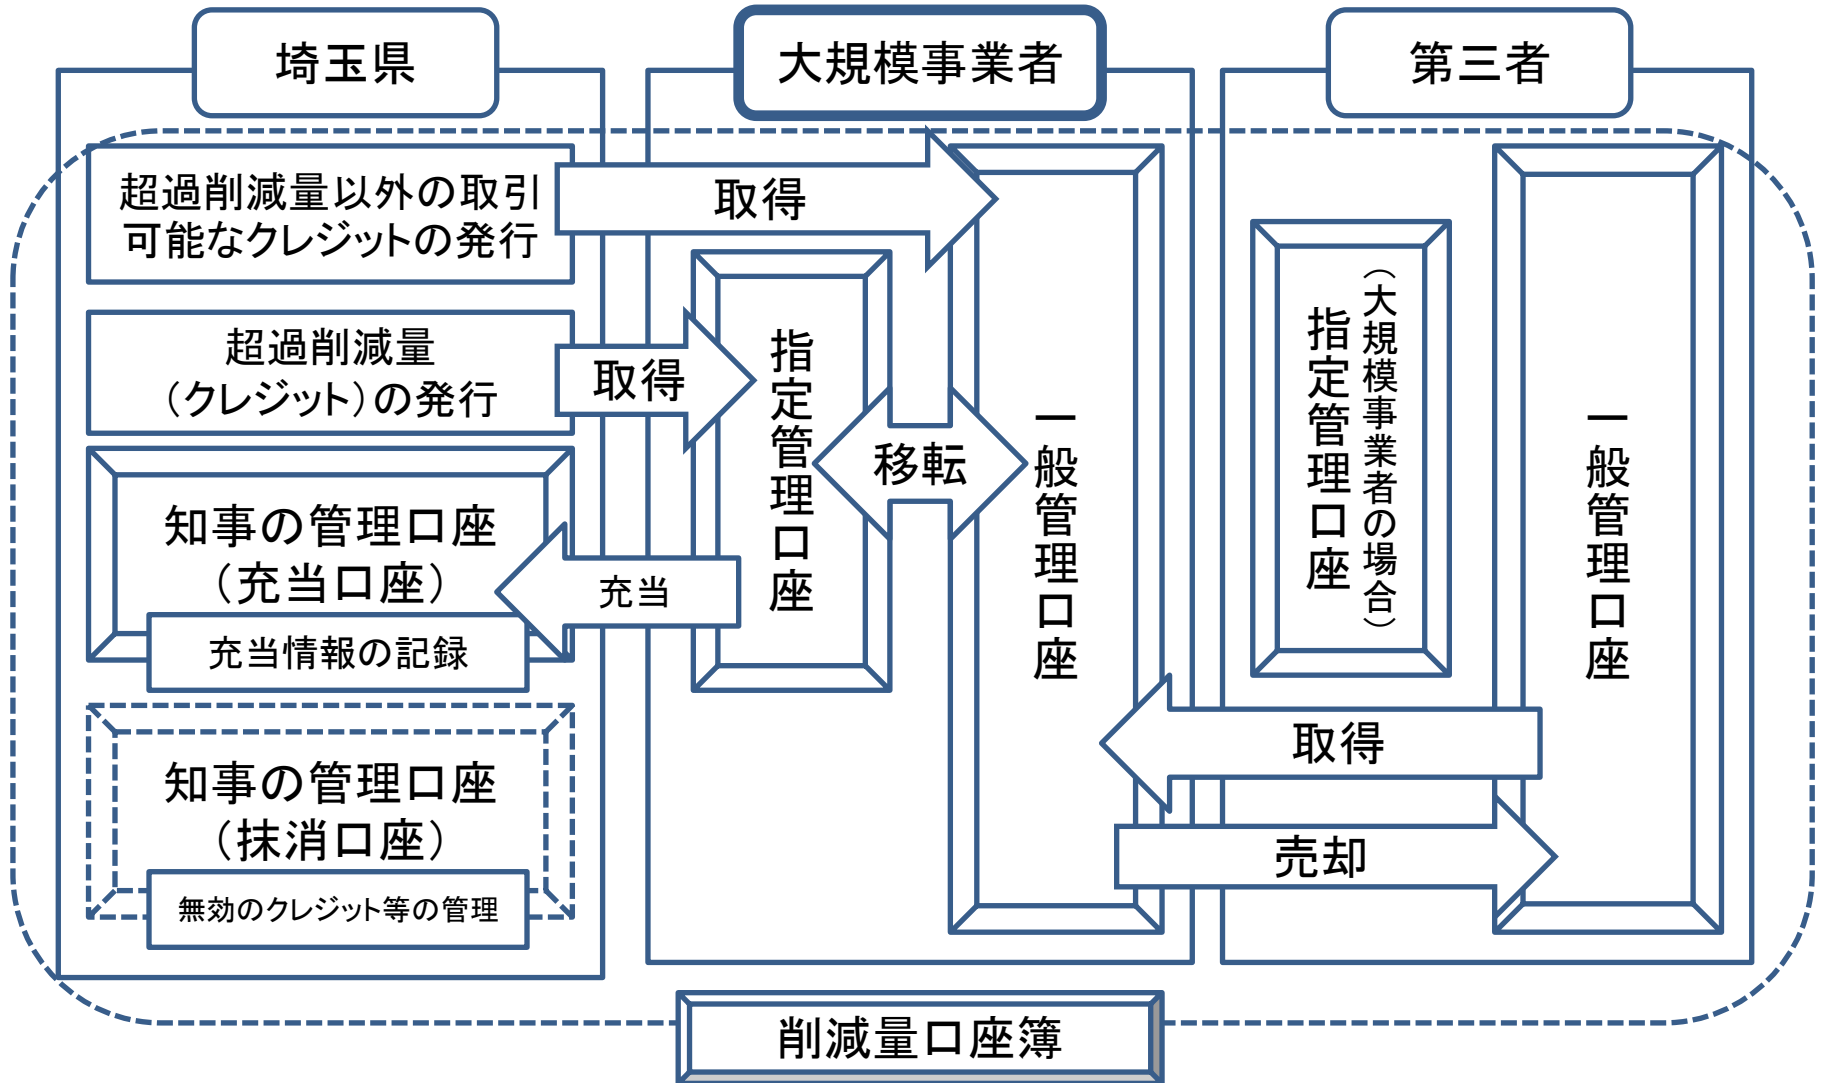 埼玉県
大規模事業者
第三者
超過削減量以外の取引
可能なクレジットの発行
取得
超過削減量
（クレジット）の発行
取得
指定管理口座
移転
一般管理口座
指定管理口座
（大規模事業者の場合）
一般管理口座
知事の管理口座
（充当口座）
充当
充当情報の記録
取得
知事の管理口座
（抹消口座）
売却
無効のクレジット等の管理
削減量口座簿